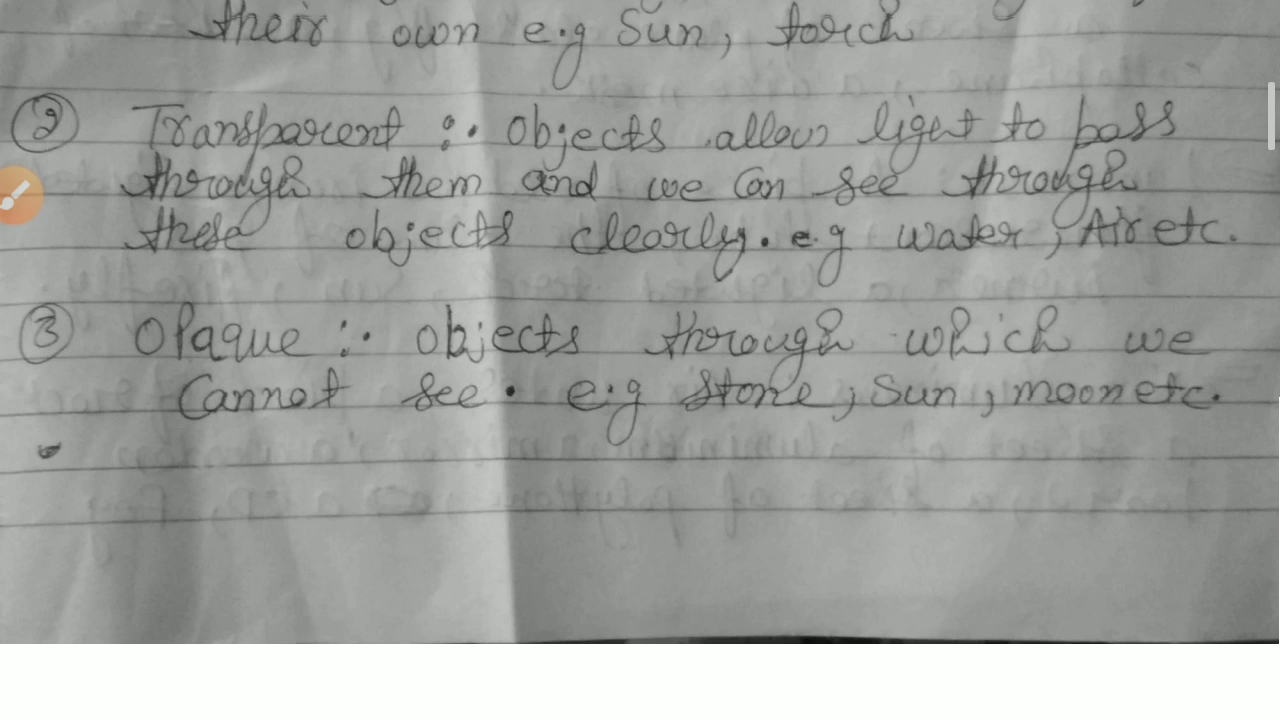 their own e.g Sun, torch
② Transparent :· Objects allow light to pass
through them and we can see through
these objects clearly. e.g water, Air etc.
③ Opaque :· objects through which we
Cannot see. e.g stone, Sun, moon etc.